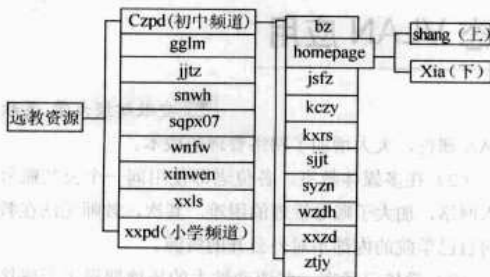 远教资源
Czpd(初中频道)
gglm
jjtz
snwh
sqpx07
wnfw
xinwen
xxls
xxpd(小学频道)
bz
homepage
jsfz
kczy
kxrs
sjjt
syzn
wzdh
xxzd
ztjy
shang(上)
Xia(下)